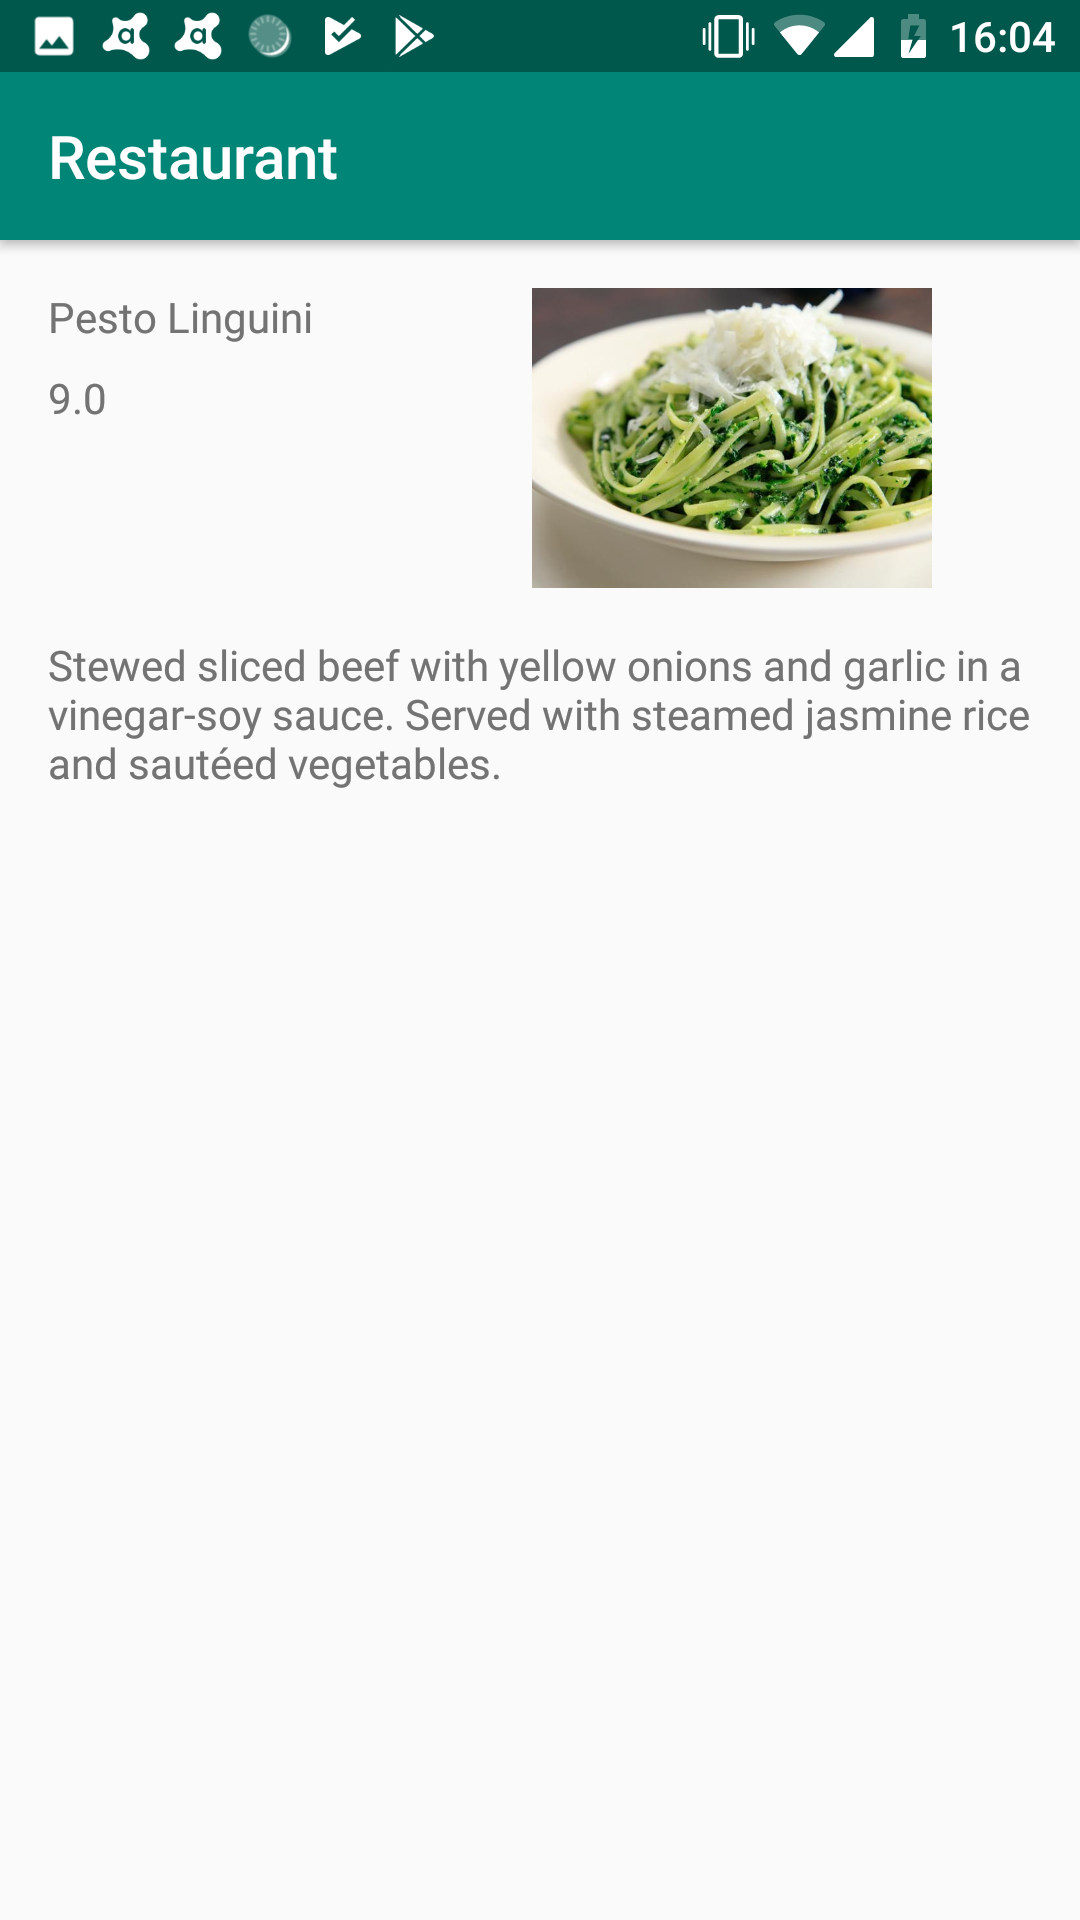 16:04
Restaurant
Pesto Linguini
9.0
Stewed sliced beef with yellow onions and garlic in a
vinegar-soy sauce. Served with steamed jasmine rice
and sautéed vegetables.